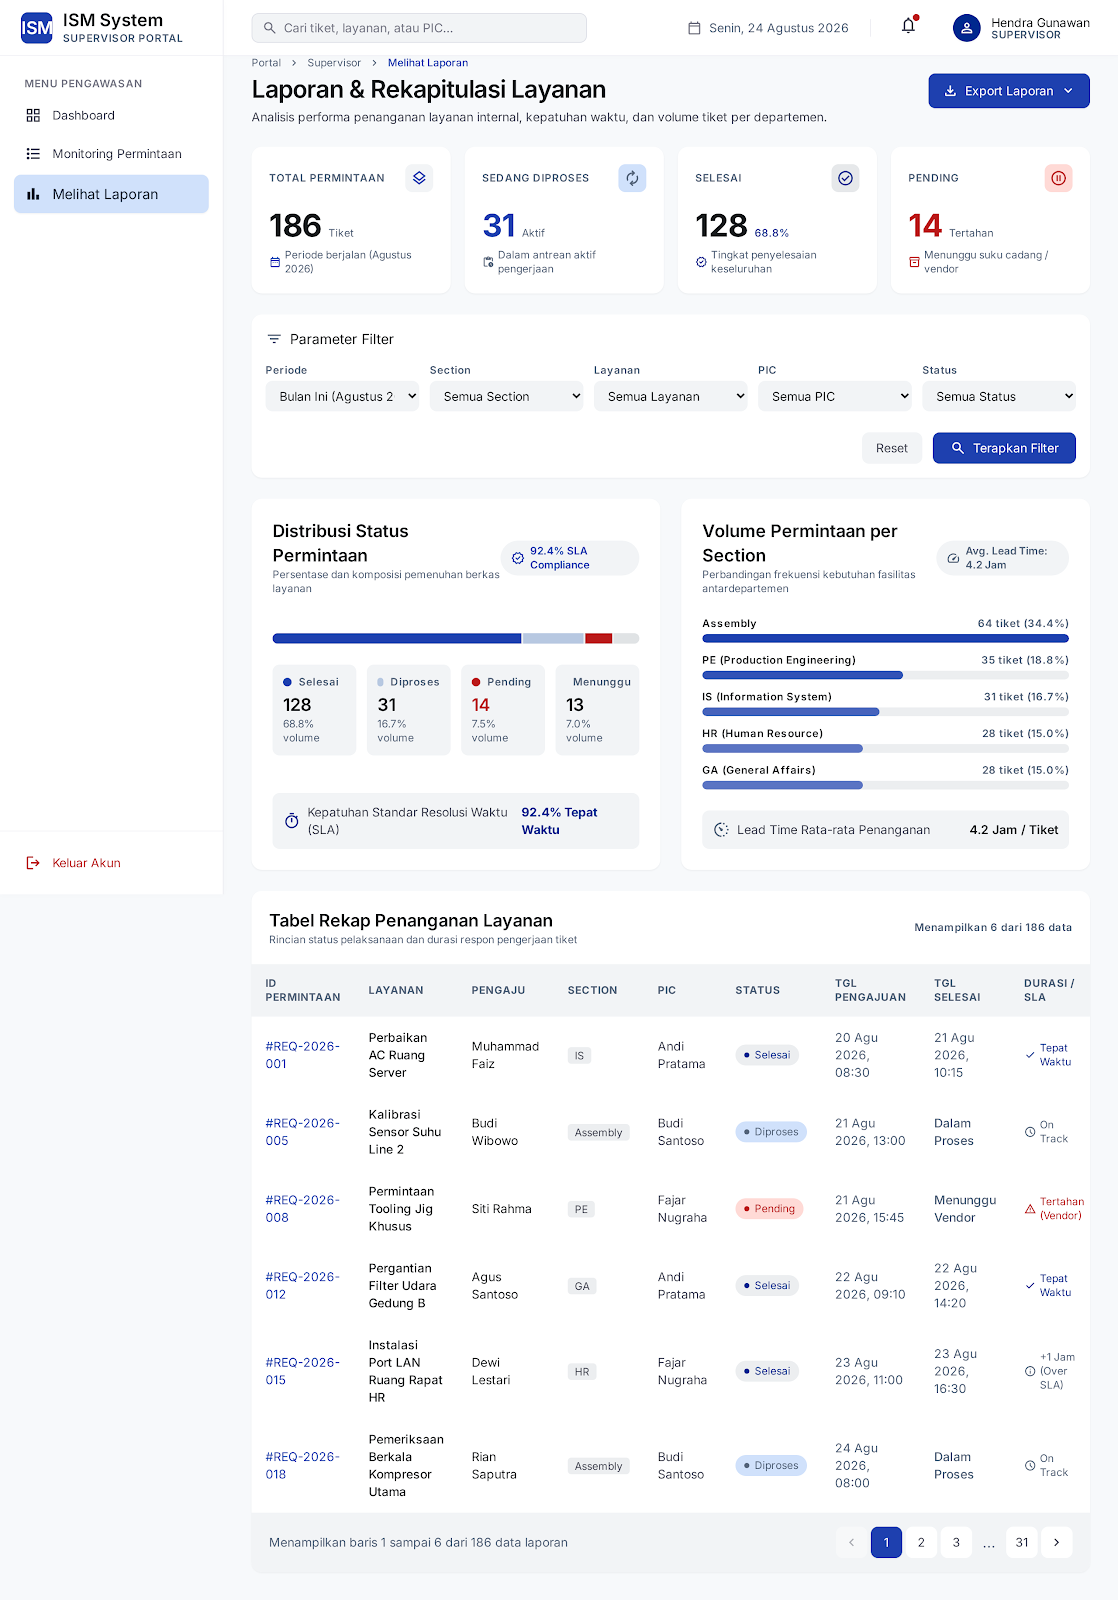 ISM
ISM System
SUPERVISOR PORTAL
Cari tiket, layanan, atau PIC...
Senin, 24 Agustus 2026
Hendra Gunawan
SUPERVISOR
MENU PENGAWASAN
Dashboard
Monitoring Permintaan
Melihat Laporan
Keluar Akun
Portal > Supervisor > Melihat Laporan
Laporan & Rekapitulasi Layanan
Analisis performa penanganan layanan internal, kepatuhan waktu, dan volume tiket per departemen.
Export Laporan
TOTAL PERMINTAAN
186 Tiket
Periode berjalan (Agustus
2026)
SEDANG DIPROSES
31 Aktif
Dalam antrean aktif
pengerjaan
SELESAI
128 68.8%
Tingkat penyelesaian
keseluruhan
PENDING
14 Tertahan
Menunggu suku cadang /
vendor
Parameter Filter
Periode
Bulan Ini (Agustus 2
Section
Semua Section
Layanan
Semua Layanan
PIC
Semua PIC
Status
Semua Status
Reset
Terapkan Filter
Distribusi Status
Permintaan
Persentase dan komposisi pemenuhan berkas
layanan
92.4% SLA
Compliance
Selesai
128
68.8%
volume
Diproses
31
16.7%
volume
Pending
14
7.5%
volume
Menunggu
13
7.0%
volume
Kepatuhan Standar Resolusi Waktu
(SLA)
92.4% Tepat
Waktu
Volume Permintaan per
Section
Perbandingan frekuensi kebutuhan fasilitas
antardepartemen
Avg. Lead Time:
4.2 Jam
Assembly 64 tiket (34.4%)
PE (Production Engineering) 35 tiket (18.8%)
IS (Information System) 31 tiket (16.7%)
HR (Human Resource) 28 tiket (15.0%)
GA (General Affairs) 28 tiket (15.0%)
Lead Time Rata-rata Penanganan 4.2 Jam / Tiket
Tabel Rekap Penanganan Layanan
Rincian status pelaksanaan dan durasi respon pengerjaan tiket
Menampilkan 6 dari 186 data
ID
PERMINTAAN
LAYANAN
PENGAJU
SECTION
PIC
STATUS
TGL
PENGAJUAN
TGL
SELESAI
DURASI /
SLA
#REQ-2026-
001
Perbaikan
AC Ruang
Server
Muhammad
Faiz
IS
Andi
Pratama
Selesai
20 Agu
2026,
08:30
21 Agu
2026,
10:15
Tepat
Waktu
#REQ-2026-
005
Kalibrasi
Sensor Suhu
Line 2
Budi
Wibowo
Assembly
Budi
Santoso
Diproses
21 Agu
2026, 13:00
Dalam
Proses
On
Track
#REQ-2026-
008
Permintaan
Tooling Jig
Khusus
Siti Rahma
PE
Fajar
Nugraha
Pending
21 Agu
2026, 15:45
Menunggu
Vendor
Tertahan
(Vendor)
#REQ-2026-
012
Pergantian
Filter Udara
Gedung B
Agus
Santoso
GA
Andi
Pratama
Selesai
22 Agu
2026, 09:10
22 Agu
2026,
14:20
Tepat
Waktu
#REQ-2026-
015
Instalasi
Port LAN
Ruang Rapat
HR
Dewi
Lestari
HR
Fajar
Nugraha
Selesai
23 Agu
2026, 11:00
23 Agu
2026,
16:30
+1 Jam
(Over
SLA)
#REQ-2026-
018
Pemeriksaan
Berkala
Kompresor
Utama
Rian
Saputra
Assembly
Budi
Santoso
Diproses
24 Agu
2026,
08:00
Dalam
Proses
On
Track
Menampilkan baris 1 sampai 6 dari 186 data laporan
1 2 3 ... 31